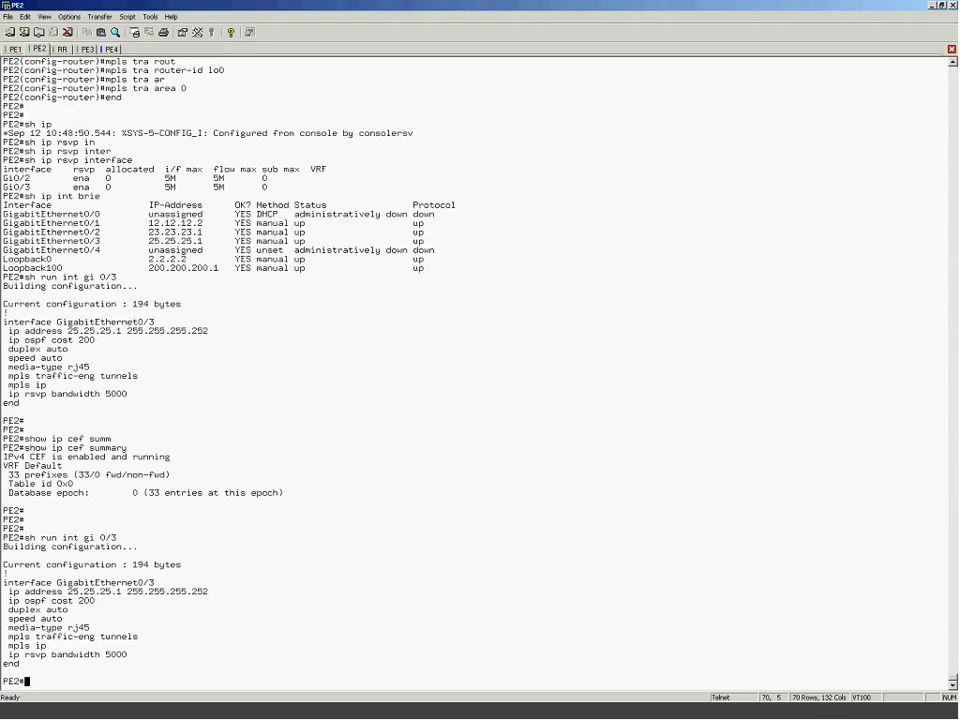 PE2
File Edit View Options Transfer Script Tools Help
PE1 PE2 RR PE3 PE4
PE2(config-router)#mpls tra rout
PE2(config-router)#mpls tra router-id lo0
PE2(config-router)#mpls tra ar
PE2(config-router)#mpls tra area 0
PE2(config-router)#end
PE2#
PE2#
PE2#sh ip
*Sep 12 10:48:50.544: %SYS-5-CONFIG_I: Configured from console by consolersv
PE2#sh ip rsvp in
PE2#sh ip rsvp inter
PE2#sh ip rsvp interface
interface rsvp allocated i/f max flow max sub max VRF
Gi0/2 ena 0 5M 5M 0
Gi0/3 ena 0 5M 5M 0
PE2#sh ip int brie
Interface IP-Address OK? Method Status Protocol
GigabitEthernet0/0 unassigned YES DHCP administratively down down
GigabitEthernet0/1 12.12.12.2 YES manual up up
GigabitEthernet0/2 23.23.23.1 YES manual up up
GigabitEthernet0/3 25.25.25.1 YES manual up up
GigabitEthernet0/4 unassigned YES unset administratively down down
Loopback0 2.2.2.2 YES manual up up
Loopback100 200.200.200.1 YES manual up up
PE2#sh run int gi 0/3
Building configuration...
Current configuration : 194 bytes
!
interface GigabitEthernet0/3
ip address 25.25.25.1 255.255.255.252
ip ospf cost 200
duplex auto
speed auto
media-type rj45
mpls traffic-eng tunnels
mpls ip
ip rsvp bandwidth 5000
end
PE2#
PE2#
PE2#show ip cef summ
PE2#show ip cef summary
IPv4 CEF is enabled and running
VRF Default
33 prefixes (33/0 fwd/non-fwd)
Table id 0x0
Database epoch: 0 (33 entries at this epoch)
PE2#
PE2#
PE2#
PE2#sh run int gi 0/3
Building configuration...
Current configuration : 194 bytes
!
interface GigabitEthernet0/3
ip address 25.25.25.1 255.255.255.252
ip ospf cost 200
duplex auto
speed auto
media-type rj45
mpls traffic-eng tunnels
mpls ip
ip rsvp bandwidth 5000
end
PE2#
Ready Telnet 70, 5 70 Rows, 132 Cols VT100 NUM